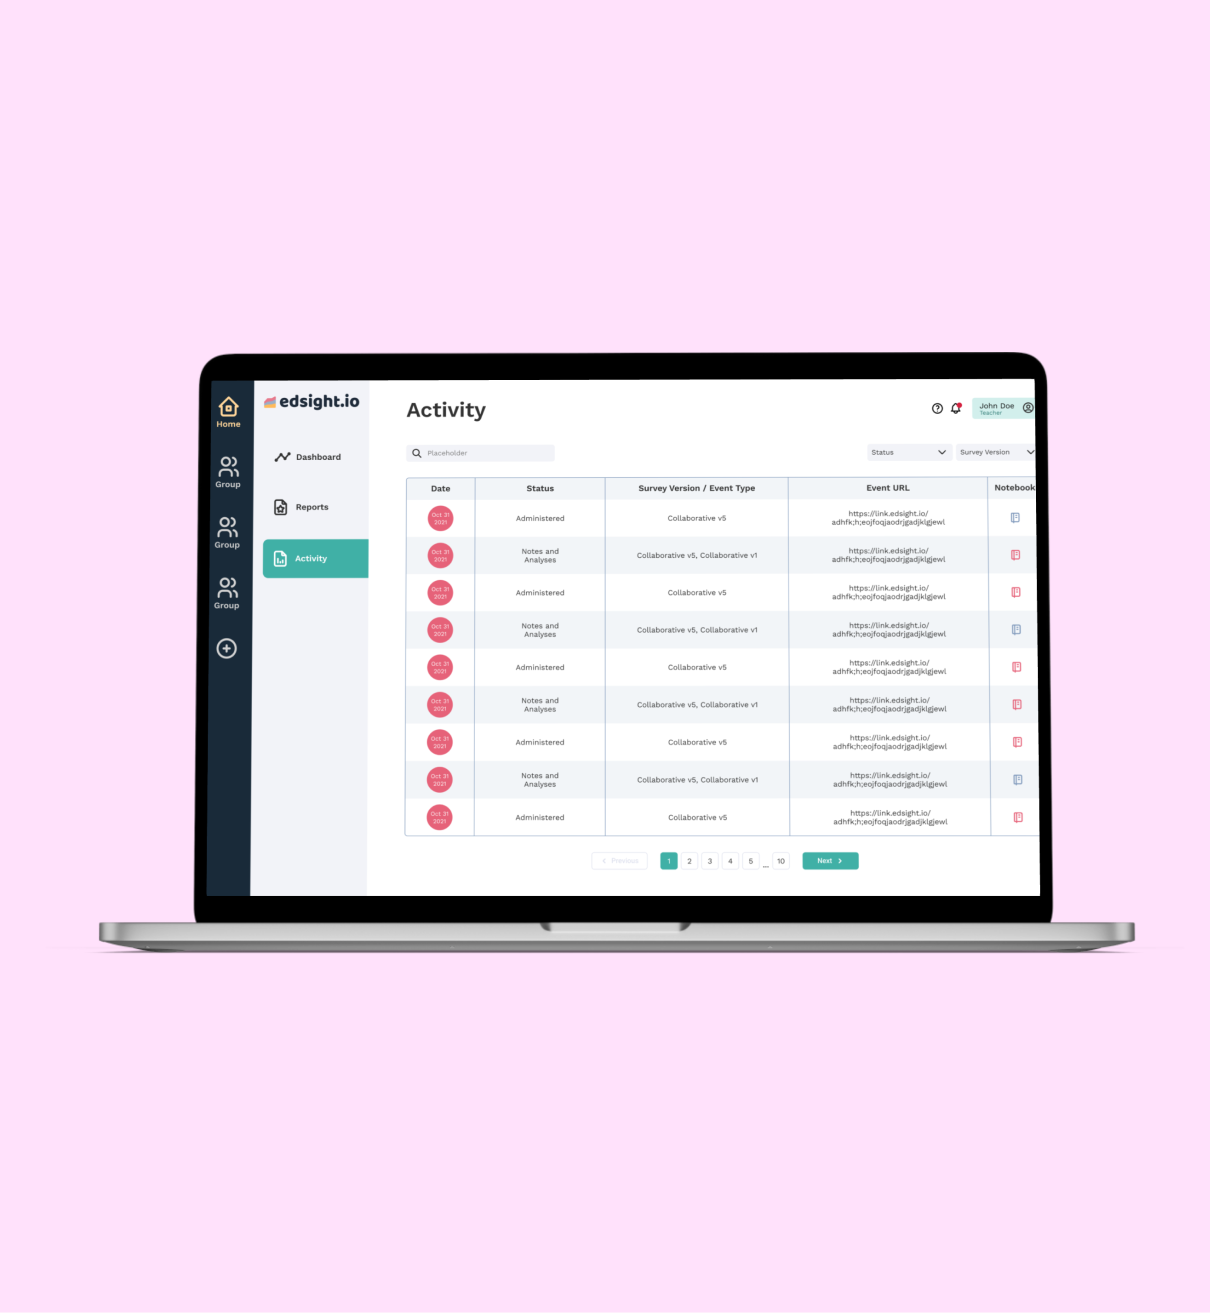 Home
Group
Group
Group
edsight.io
Dashboard
Reports
Activity
Activity
John Doe
Teacher
Placeholder
Status
Survey Version
Date Status Survey Version / Event Type Event URL Notebook
Oct 31
2021
Administered
Collaborative v5
https://link.edsight.io/
adhfk;h;eojfoqjaodrjgadjklgjewl
Oct 31
2021
Notes and
Analyses
Collaborative v5, Collaborative v1
https://link.edsight.io/
adhfk;h;eojfoqjaodrjgadjklgjewl
Oct 31
2021
Administered
Collaborative v5
https://link.edsight.io/
adhfk;h;eojfoqjaodrjgadjklgjewl
Oct 31
2021
Notes and
Analyses
Collaborative v5, Collaborative v1
https://link.edsight.io/
adhfk;h;eojfoqjaodrjgadjklgjewl
Oct 31
2021
Administered
Collaborative v5
https://link.edsight.io/
adhfk;h;eojfoqjaodrjgadjklgjewl
Oct 31
2021
Notes and
Analyses
Collaborative v5, Collaborative v1
https://link.edsight.io/
adhfk;h;eojfoqjaodrjgadjklgjewl
Oct 31
2021
Administered
Collaborative v5
https://link.edsight.io/
adhfk;h;eojfoqjaodrjgadjklgjewl
Oct 31
2021
Notes and
Analyses
Collaborative v5, Collaborative v1
https://link.edsight.io/
adhfk;h;eojfoqjaodrjgadjklgjewl
Oct 31
2021
Administered
Collaborative v5
https://link.edsight.io/
adhfk;h;eojfoqjaodrjgadjklgjewl
Previous 1 2 3 4 5 ... 10 Next